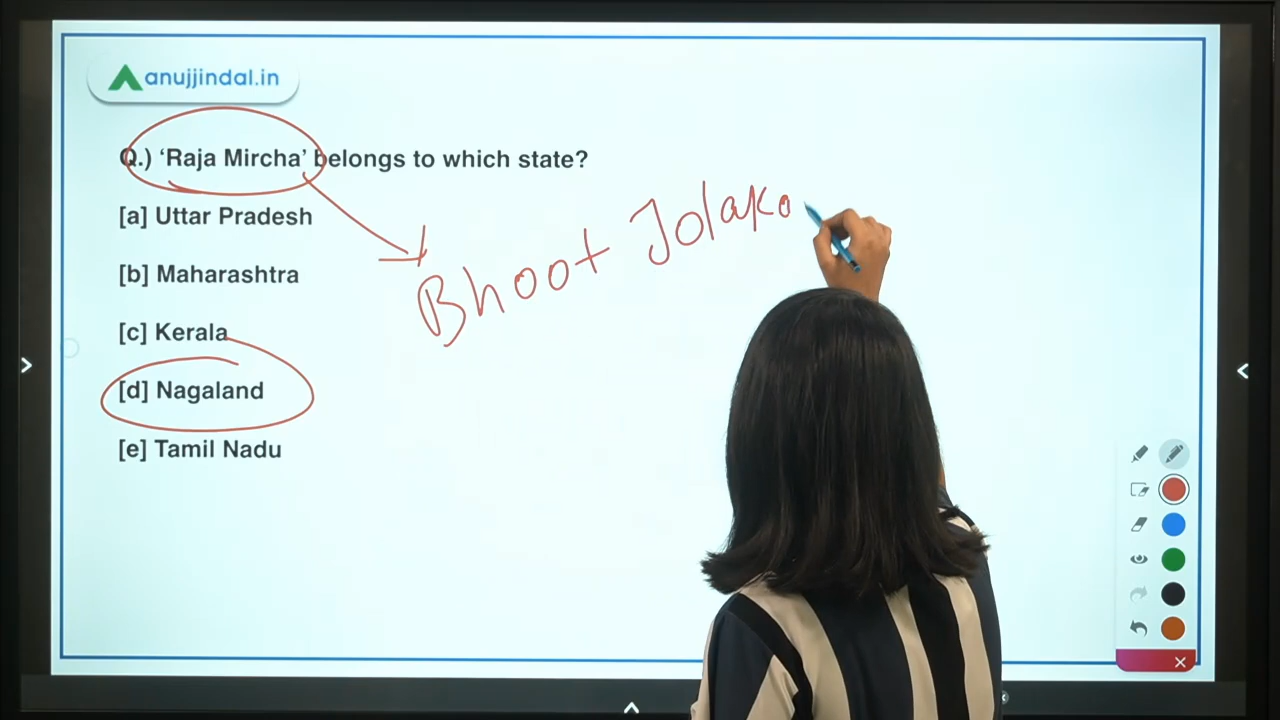 anujjindal.in
Q.) ‘Raja Mircha’ belongs to which state?
[a] Uttar Pradesh
[b] Maharashtra
[c] Kerala
[d] Nagaland
[e] Tamil Nadu
Bhoot Jolako